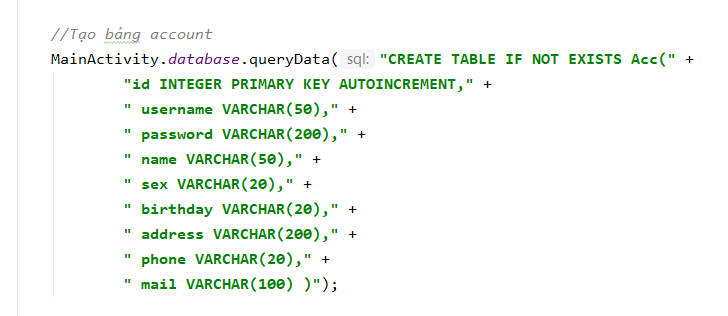 //Tạo bảng account
MainActivity.database.queryData( sql: "CREATE TABLE IF NOT EXISTS Acc(" +
"id INTEGER PRIMARY KEY AUTOINCREMENT," +
" username VARCHAR(50)," +
" password VARCHAR(200)," +
" name VARCHAR(50)," +
" sex VARCHAR(20)," +
" birthday VARCHAR(20)," +
" address VARCHAR(200)," +
" phone VARCHAR(20)," +
" mail VARCHAR(100) )");